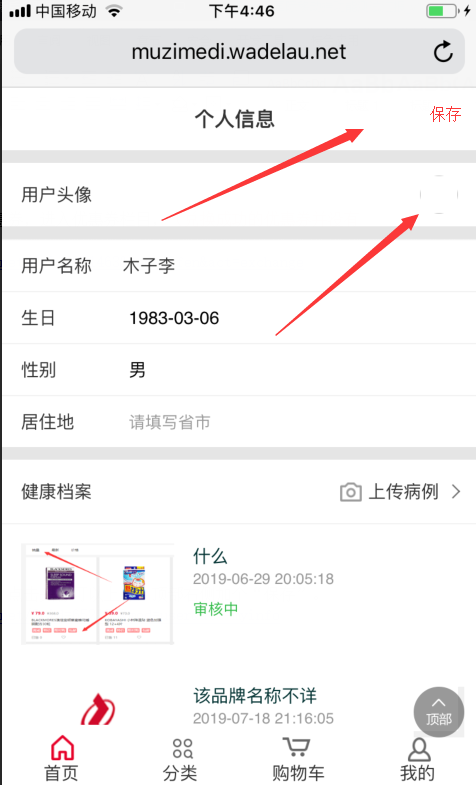 中国移动 下午4:46
muzimedi.wadelau.net
个人信息 保存
用户头像
用户名称 木子李
生日 1983-03-06
性别 男
居住地 请填写省市
健康档案 上传病例
什么
2019-06-29 20:05:18
审核中
该品牌名称不详
2019-07-18 21:16:05
顶部
首页 分类 购物车 我的